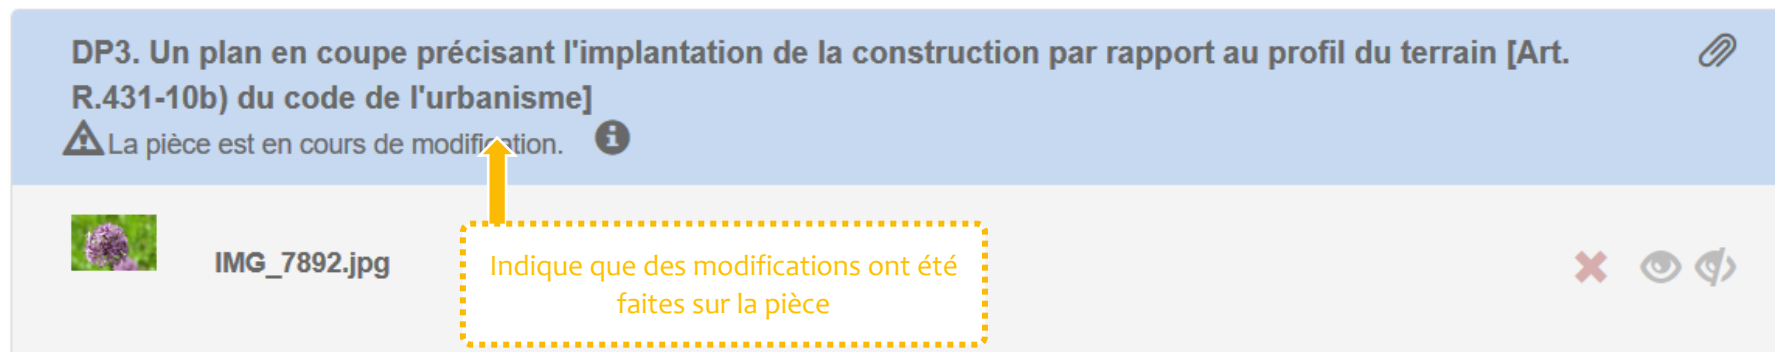 DP3. Un plan en coupe précisant l'implantation de la construction par rapport au profil du terrain [Art.
R.431-10b) du code de l'urbanisme]
La pièce est en cours de modification.
IMG_7892.jpg
Indique que des modifications ont été
faites sur la pièce